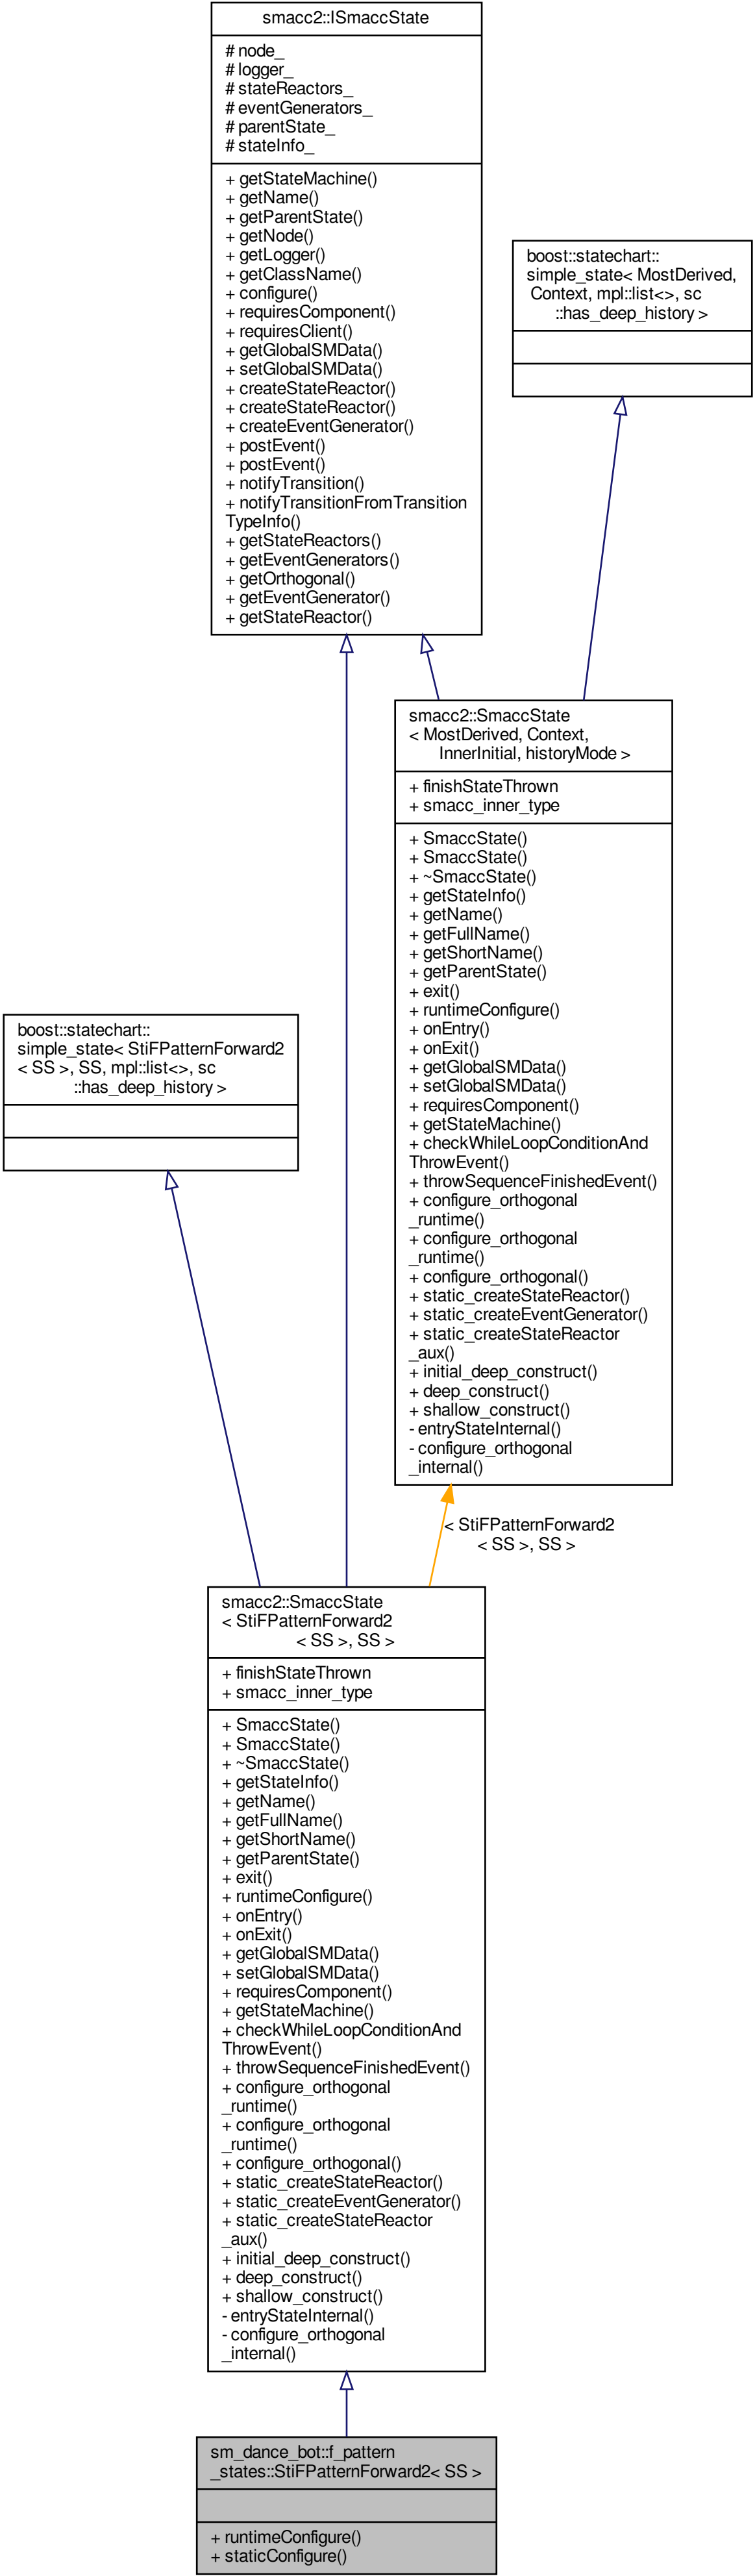 smacc2::ISmaccState
# node_
# logger_
# stateReactors_
# eventGenerators_
# parentState_
# stateInfo_
+ getStateMachine()
+ getName()
+ getParentState()
+ getNode()
+ getLogger()
+ getClassName()
+ configure()
+ requiresComponent()
+ requiresClient()
+ getGlobalSMData()
+ setGlobalSMData()
+ createStateReactor()
+ createStateReactor()
+ createEventGenerator()
+ postEvent()
+ postEvent()
+ notifyTransition()
+ notifyTransitionFromTransition
TypeInfo()
+ getStateReactors()
+ getEventGenerators()
+ getOrthogonal()
+ getEventGenerator()
+ getStateReactor()
boost::statechart::
simple_state< MostDerived,
Context, mpl::list<>, sc
::has_deep_history >
smacc2::SmaccState
< MostDerived, Context,
InnerInitial, historyMode >
+ finishStateThrown
+ smacc_inner_type
+ SmaccState()
+ SmaccState()
+ ~SmaccState()
+ getStateInfo()
+ getName()
+ getFullName()
+ getShortName()
+ getParentState()
+ exit()
+ runtimeConfigure()
+ onEntry()
+ onExit()
+ getGlobalSMData()
+ setGlobalSMData()
+ requiresComponent()
+ getStateMachine()
+ checkWhileLoopConditionAnd
ThrowEvent()
+ throwSequenceFinishedEvent()
+ configure_orthogonal
_runtime()
+ configure_orthogonal
_runtime()
+ configure_orthogonal()
+ static_createStateReactor()
+ static_createEventGenerator()
+ static_createStateReactor
_aux()
+ initial_deep_construct()
+ deep_construct()
+ shallow_construct()
- entryStateInternal()
- configure_orthogonal
_internal()
boost::statechart::
simple_state< StiFPatternForward2
< SS >, SS, mpl::list<>, sc
::has_deep_history >
< StiFPatternForward2
< SS >, SS >
smacc2::SmaccState
< StiFPatternForward2
< SS >, SS >
+ finishStateThrown
+ smacc_inner_type
+ SmaccState()
+ SmaccState()
+ ~SmaccState()
+ getStateInfo()
+ getName()
+ getFullName()
+ getShortName()
+ getParentState()
+ exit()
+ runtimeConfigure()
+ onEntry()
+ onExit()
+ getGlobalSMData()
+ setGlobalSMData()
+ requiresComponent()
+ getStateMachine()
+ checkWhileLoopConditionAnd
ThrowEvent()
+ throwSequenceFinishedEvent()
+ configure_orthogonal
_runtime()
+ configure_orthogonal
_runtime()
+ configure_orthogonal()
+ static_createStateReactor()
+ static_createEventGenerator()
+ static_createStateReactor
_aux()
+ initial_deep_construct()
+ deep_construct()
+ shallow_construct()
- entryStateInternal()
- configure_orthogonal
_internal()
sm_dance_bot::f_pattern
_states::StiFPatternForward2< SS >
+ runtimeConfigure()
+ staticConfigure()